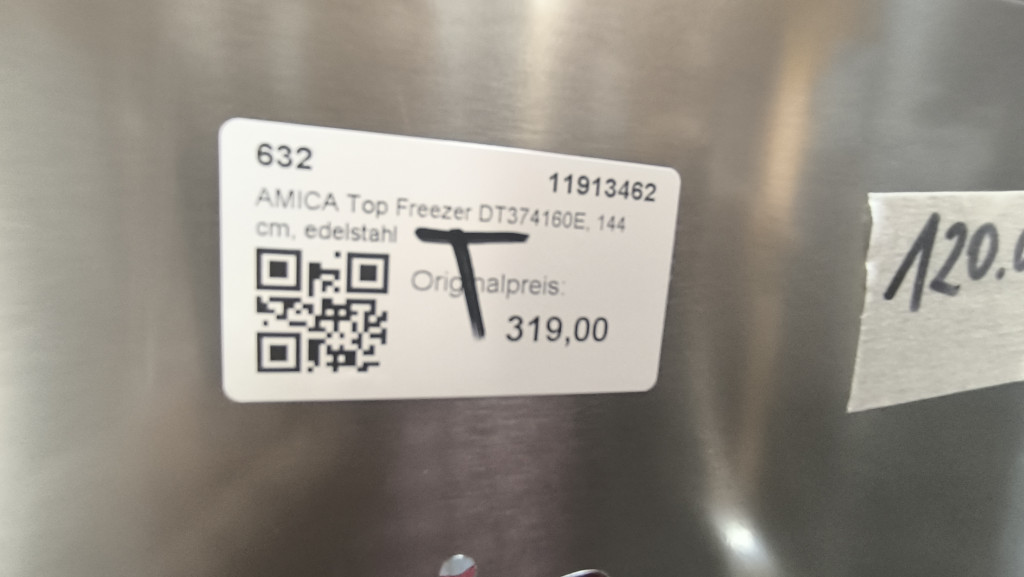 632
11913462
AMICA Top Freezer DT374160E, 144
cm, edelstahl
T
Originalpreis:
319,00
120.